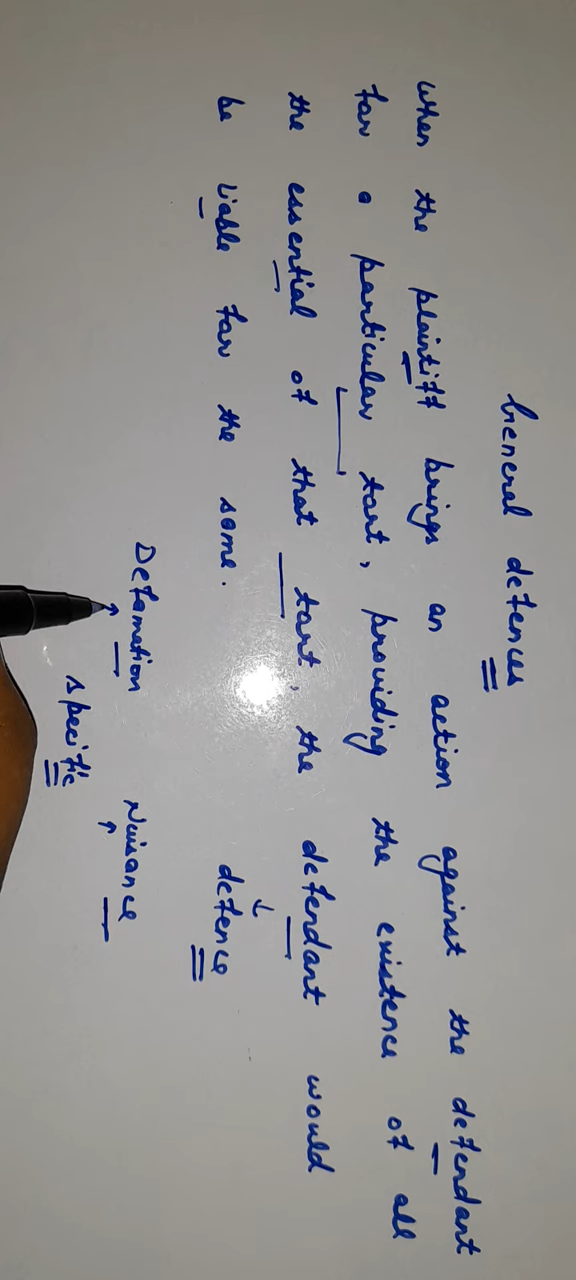 General defences
When the plaintiff brings an action against the defendant
for a particular tort, providing the existence of all
the essential of that tort, the defendant would
be liable for the same.
defence
Defamation Nuisance
specific